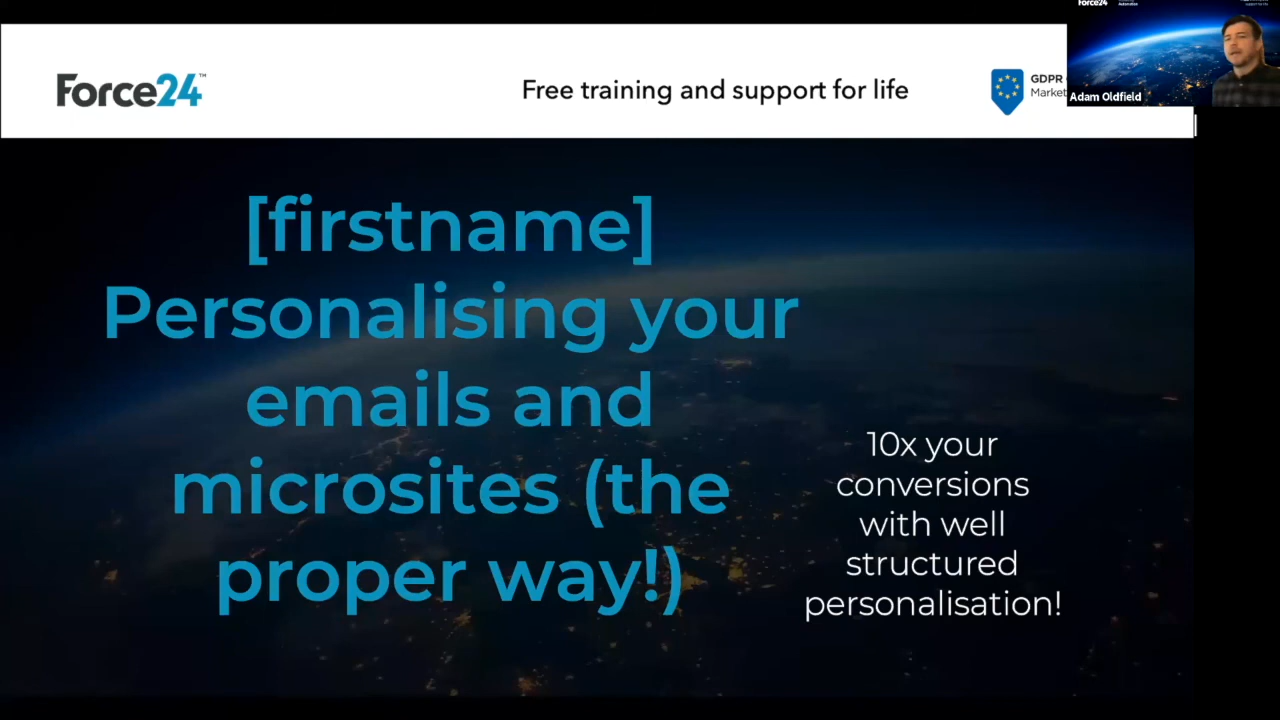 Force24™
Free training and support for life
GDPR
Market
Force24
Adam Oldfield
[firstname]
Personalising your
emails and
microsites (the
proper way!)
10x your
conversions
with well
structured
personalisation!